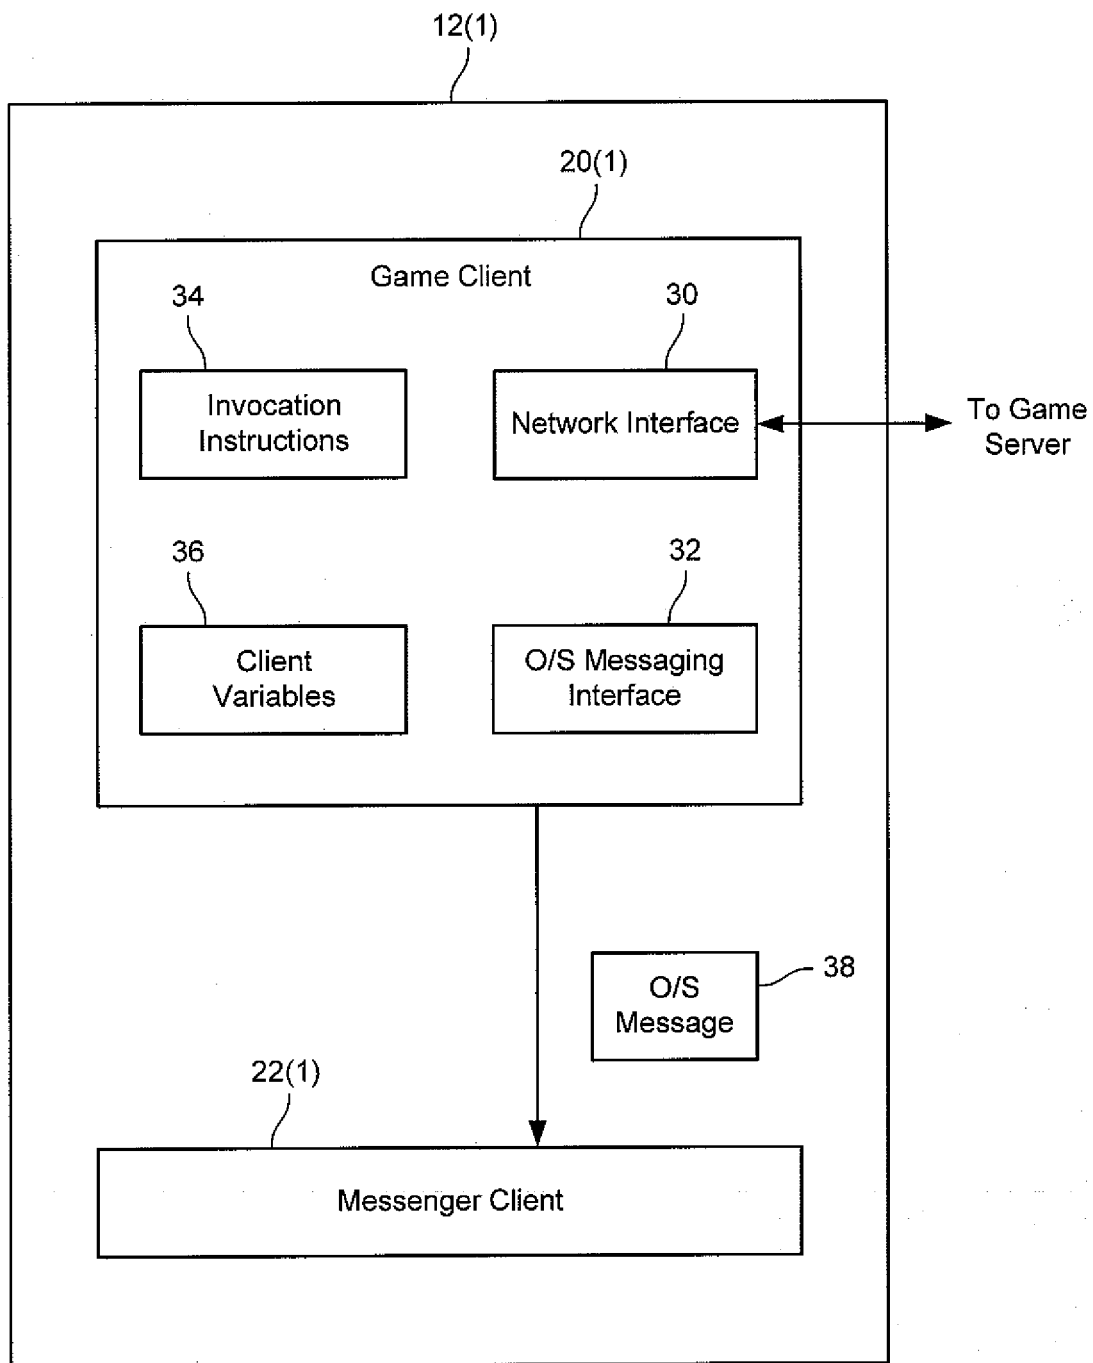 12(1)
20(1)
Game Client
34
30
Invocation
Instructions
Network Interface
To Game
Server
36
32
Client
Variables
O/S Messaging
Interface
38
O/S
Message
22(1)
Messenger Client